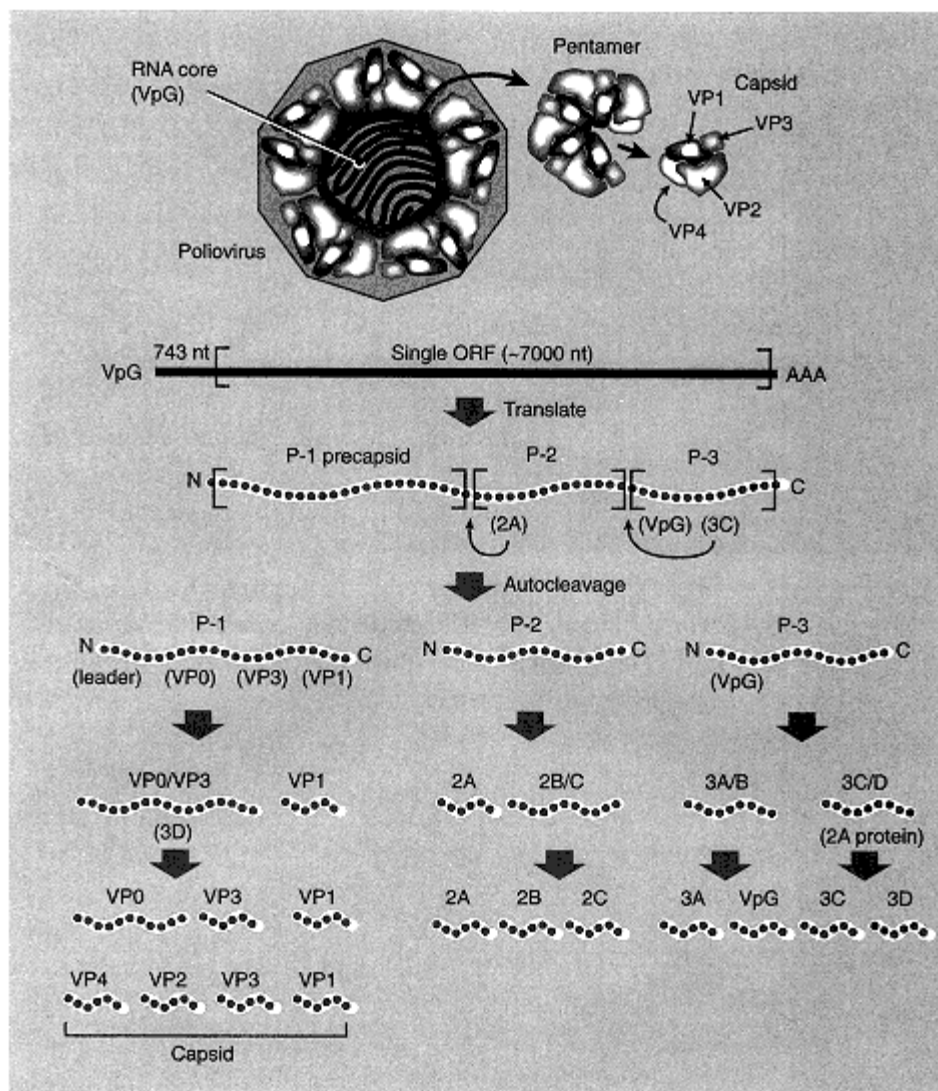 Pentamer
RNA core
(VpG)
Capsid
VP1
VP3
VP2
VP4
Poliovirus
743 nt
Single ORF (~7000 nt)
VpG
AAA
Translate
P-1 precapsid
P-2
P-3
N
C
(2A)
(VpG) (3C)
Autocleavage
P-1
P-2
P-3
N
C
N
C
N
C
(leader) (VP0) (VP3) (VP1)
(VpG)
VP0/VP3
VP1
2A
2B/C
3A/B
3C/D
(3D)
(2A protein)
VP0
VP3
VP1
2A
2B
2C
3A
VpG
3C
3D
VP4
VP2
VP3
VP1
Capsid